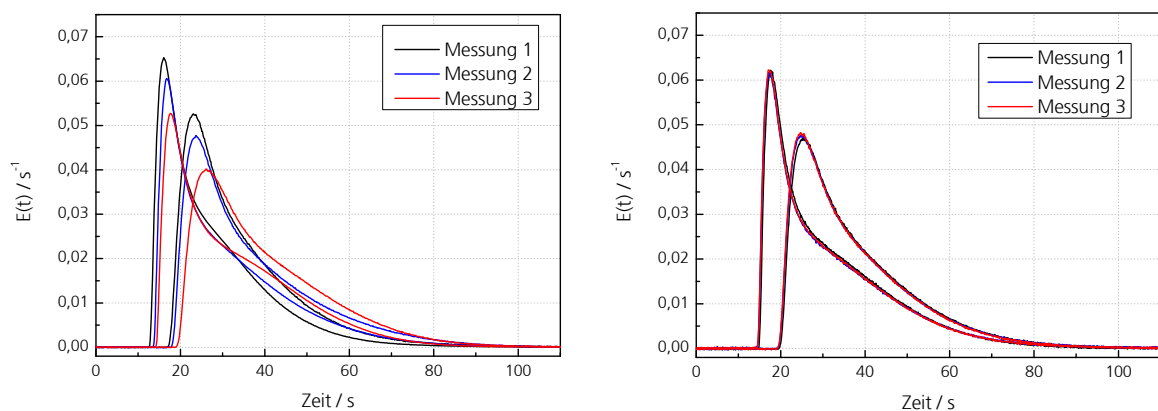 0,07
0,06
0,05
0,04
0,03
0,02
0,01
0,00
E(t) / s⁻¹
0 20 40 60 80 100
Zeit / s
Messung 1
Messung 2
Messung 3
0,07
0,06
0,05
0,04
0,03
0,02
0,01
0,00
E(t) / s⁻¹
0 20 40 60 80 100
Zeit / s
Messung 1
Messung 2
Messung 3